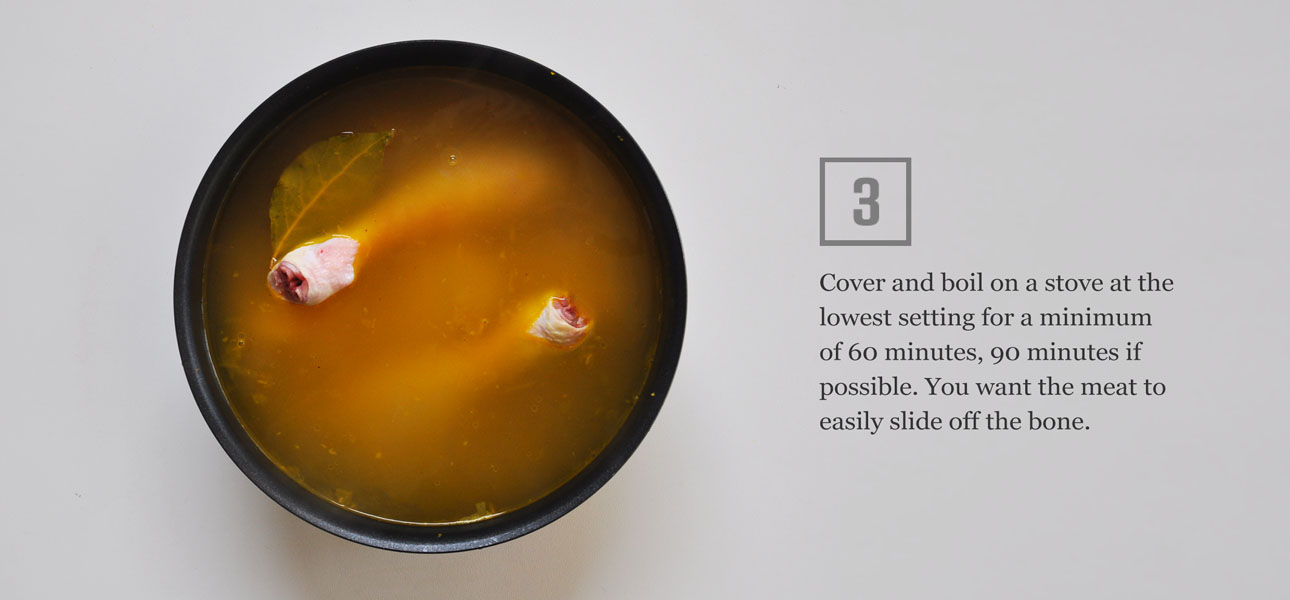 3
Cover and boil on a stove at the
lowest setting for a minimum
of 60 minutes, 90 minutes if
possible. You want the meat to
easily slide off the bone.